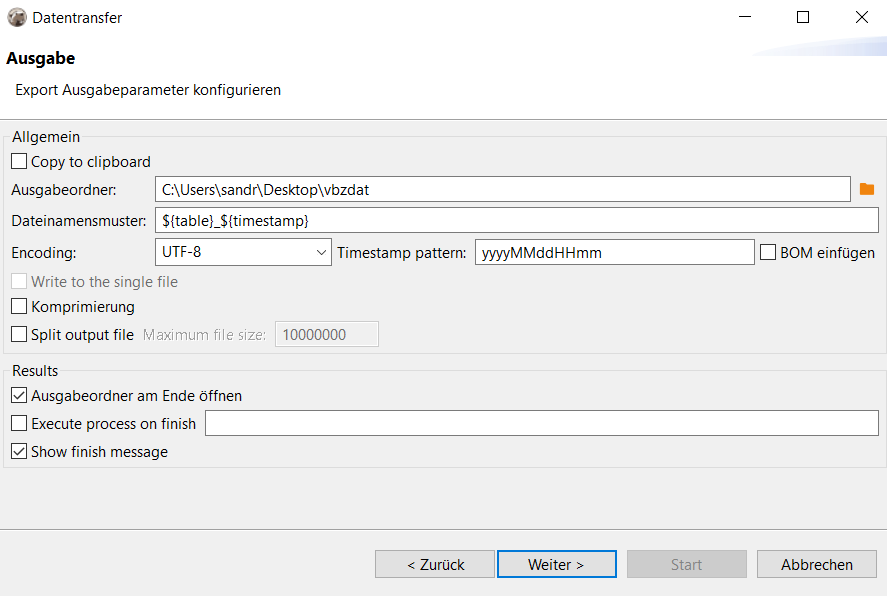 Datentransfer
Ausgabe
Export Ausgabeparameter konfigurieren
Allgemein
Copy to clipboard
Ausgabeordner: C:\Users\sandr\Desktop\vbzdat
Dateinamensmuster: ${table}_${timestamp}
Encoding: UTF-8 Timestamp pattern: yyyyMMddHHmm BOM einfügen
Write to the single file
Komprimierung
Split output file Maximum file size: 10000000
Results
Ausgabeordner am Ende öffnen
Execute process on finish
Show finish message
< Zurück Weiter > Start Abbrechen